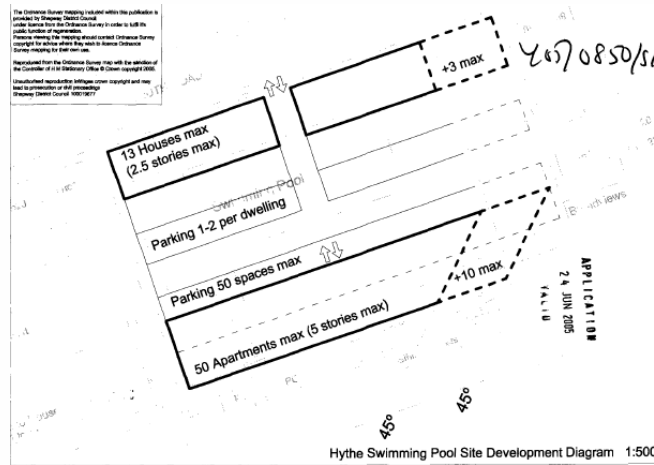 The Ordnance Survey mapping included within this publication is
provided by Shepway District Council
under licence from the Ordnance Survey in order to fulfil its
public function of regeneration.
Persons viewing this mapping should contact Ordnance Survey
copyright for advice where they wish to licence Ordnance
Survey mapping for their own use.
Reproduced from the Ordnance Survey map with the sanction of
the Controller of H M Stationery Office © Crown copyright 2005.
Unauthorised reproduction infringes crown copyright and may
lead to prosecution or civil proceedings
Shepway District Council 100019677
+3 max
13 Houses max
(2.5 stories max)
Swimming Pool
Parking 1-2 per dwelling
Parking 50 spaces max
+10 max
50 Apartments max (5 stories max)
APPLICATION
24 JUN 2005
VALID
45°
45°
Hythe Swimming Pool Site Development Diagram 1:500